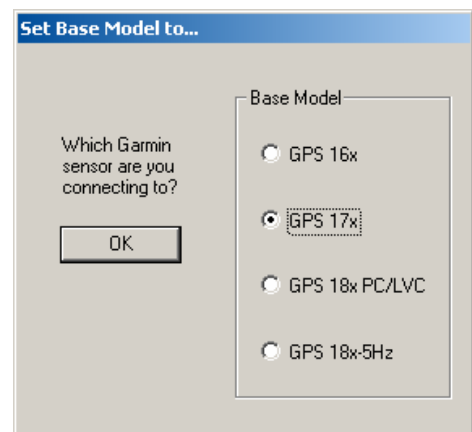 Set Base Model to...
Which Garmin
sensor are you
connecting to?
OK
Base Model
GPS 16x
GPS 17x
GPS 18x PC/LVC
GPS 18x-5Hz